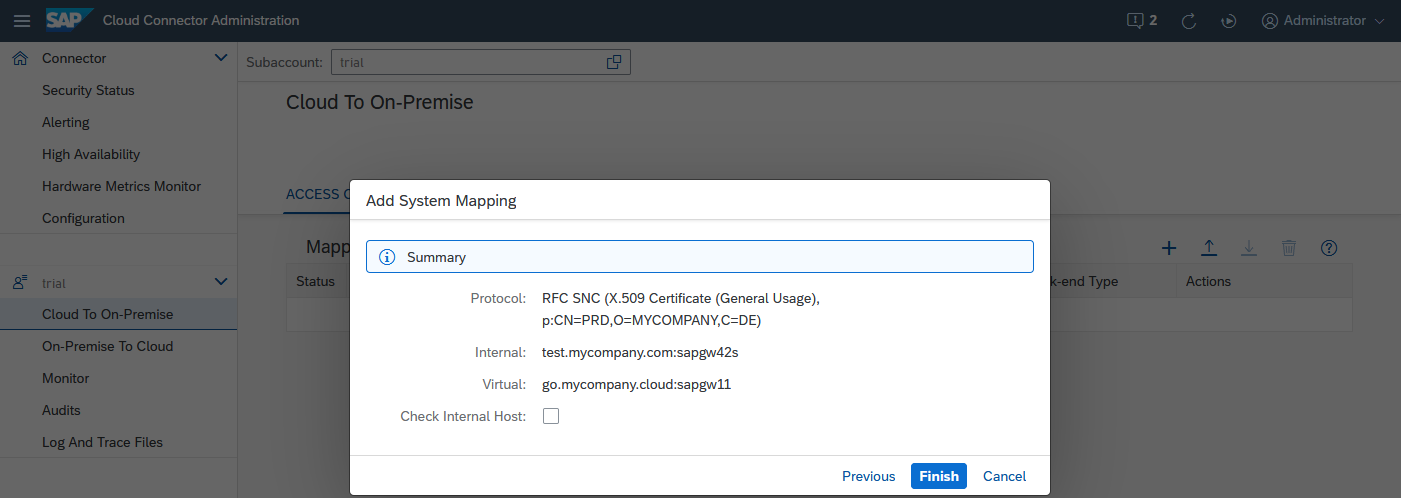 SAP Cloud Connector Administration
2
Administrator
Connector
Security Status
Alerting
High Availability
Hardware Metrics Monitor
Configuration
trial
Cloud To On-Premise
On-Premise To Cloud
Monitor
Audits
Log And Trace Files
Subaccount: trial
Cloud To On-Premise
ACCESS C
Mapp
Status
k-end Type
Actions
Add System Mapping
Summary
Protocol: RFC SNC (X.509 Certificate (General Usage),
p:CN=PRD,O=MYCOMPANY,C=DE)
Internal: test.mycompany.com:sapgw42s
Virtual: go.mycompany.cloud:sapgw11
Check Internal Host:
Previous Finish Cancel